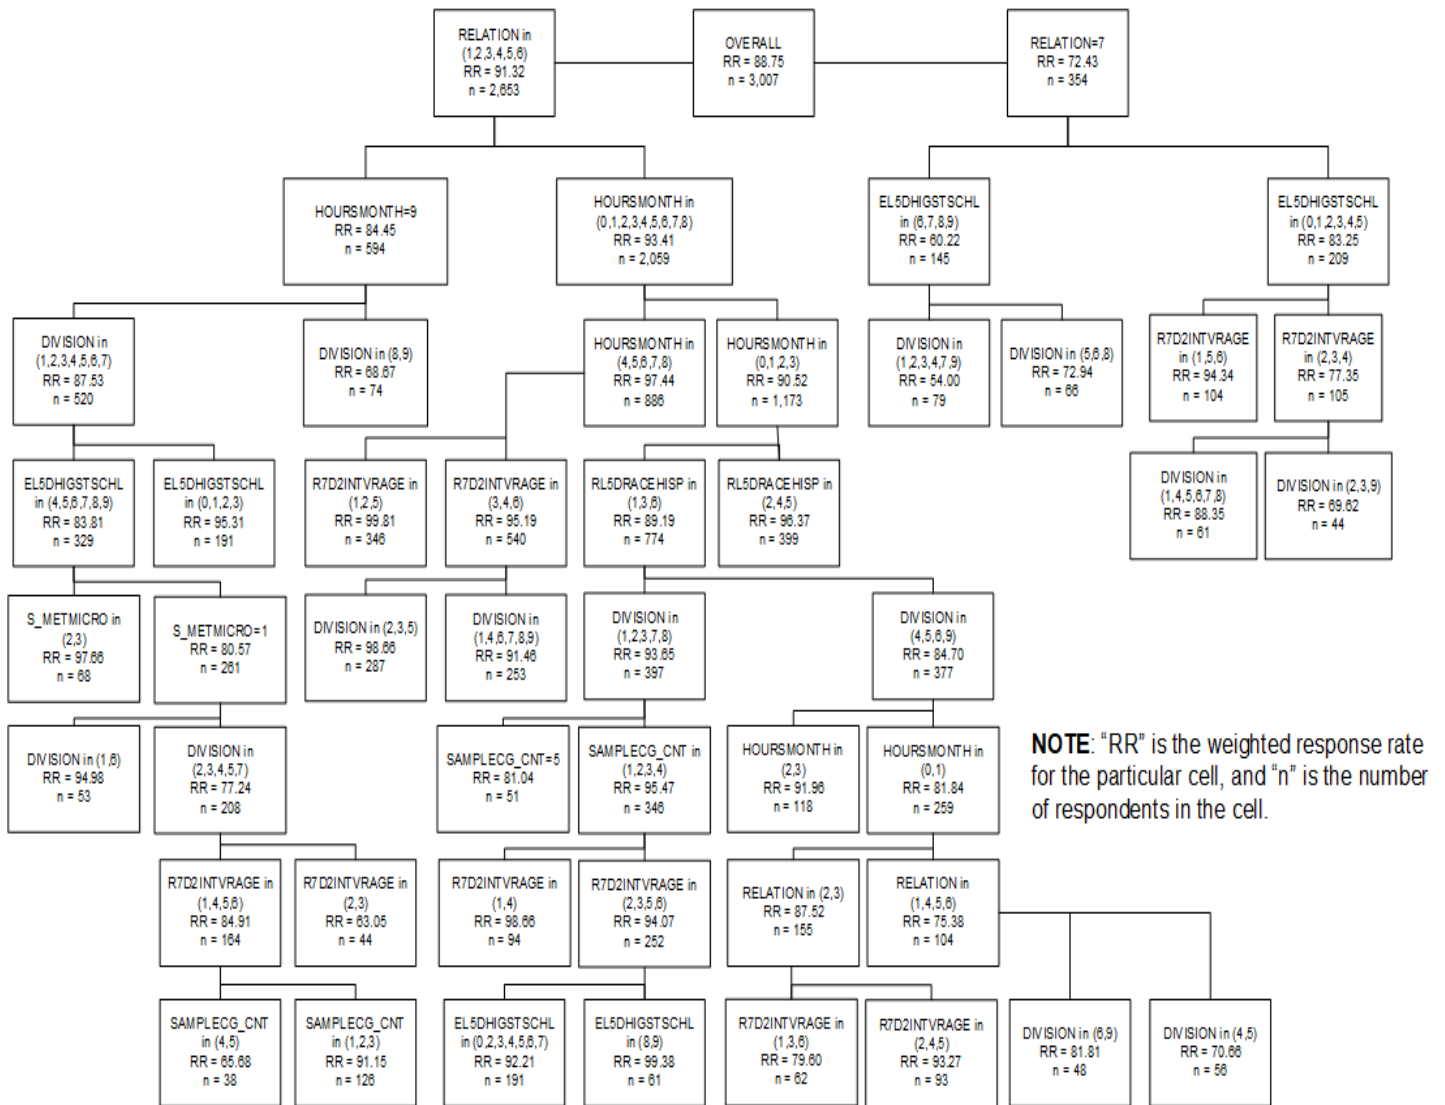 RELATION in
(1,2,3,4,5,6)
RR = 91.32
n = 2,653
OVERALL
RR = 88.75
n = 3,007
RELATION=7
RR = 72.43
n = 354
HOURSMONTH=9
RR = 84.45
n = 594
HOURSMONTH in
(0,1,2,3,4,5,6,7,8)
RR = 93.41
n = 2,059
EL5DHIGSTSCHL
in (6,7,8,9)
RR = 60.22
n = 145
EL5DHIGSTSCHL
in (0,1,2,3,4,5)
RR = 83.25
n = 209
DIVISION in
(1,2,3,4,5,6,7)
RR = 87.53
n = 520
DIVISION in (8,9)
RR = 68.67
n = 74
HOURSMONTH in
(4,5,6,7,8)
RR = 97.44
n = 886
HOURSMONTH in
(0,1,2,3)
RR = 90.52
n = 1,173
DIVISION in
(1,2,3,4,7,9)
RR = 54.00
n = 79
DIVISION in (5,6,8)
RR = 72.94
n = 66
R7D2INTVRAGE
in (1,5,6)
RR = 94.34
n = 104
R7D2INTVRAGE
in (2,3,4)
RR = 77.35
n = 105
EL5DHIGSTSCHL
in (4,5,6,7,8,9)
RR = 83.81
n = 329
EL5DHIGSTSCHL
in (0,1,2,3)
RR = 95.31
n = 191
R7D2INTVRAGE in
(1,2,5)
RR = 99.81
n = 346
R7D2INTVRAGE in
(3,4,6)
RR = 95.19
n = 540
RL5DRACEHISP in
(1,3,6)
RR = 89.19
n = 774
RL5DRACEHISP in
(2,4,5)
RR = 96.37
n = 399
DIVISION in
(1,4,5,6,7,8)
RR = 88.35
n = 61
DIVISION in (2,3,9)
RR = 69.62
n = 44
S_METMICRO in
(2,3)
RR = 97.66
n = 68
S_METMICRO=1
RR = 80.57
n = 261
DIVISION in (2,3,5)
RR = 98.66
n = 287
DIVISION in
(1,4,6,7,8,9)
RR = 91.46
n = 253
DIVISION in
(1,2,3,7,8)
RR = 93.65
n = 397
DIVISION in
(4,5,6,9)
RR = 84.70
n = 377
DIVISION in (1,6)
RR = 94.98
n = 53
DIVISION in
(2,3,4,5,7)
RR = 77.24
n = 208
SAMPLECG_CNT=5
RR = 81.04
n = 51
SAMPLECG_CNT in
(1,2,3,4)
RR = 95.47
n = 346
HOURSMONTH in
(2,3)
RR = 91.96
n = 118
HOURSMONTH in
(0,1)
RR = 81.84
n = 259
NOTE: “RR” is the weighted response rate
for the particular cell, and “n” is the number
of respondents in the cell.
R7D2INTVRAGE in
(1,4,5,6)
RR = 84.91
n = 164
R7D2INTVRAGE in
(2,3)
RR = 63.05
n = 44
R7D2INTVRAGE in
(1,4)
RR = 98.66
n = 94
R7D2INTVRAGE in
(2,3,5,6)
RR = 94.07
n = 252
RELATION in (2,3)
RR = 87.52
n = 155
RELATION in
(1,4,5,6)
RR = 75.38
n = 104
SAMPLECG_CNT
in (4,5)
RR = 65.68
n = 38
SAMPLECG_CNT
in (1,2,3)
RR = 91.15
n = 126
EL5DHIGSTSCHL
in (0,2,3,4,5,6,7)
RR = 92.21
n = 191
EL5DHIGSTSCHL
in (8,9)
RR = 99.38
n = 61
R7D2INTVRAGE in
(1,3,6)
RR = 79.60
n = 62
R7D2INTVRAGE in
(2,4,5)
RR = 93.27
n = 93
DIVISION in (6,9)
RR = 81.81
n = 48
DIVISION in (4,5)
RR = 70.66
n = 56